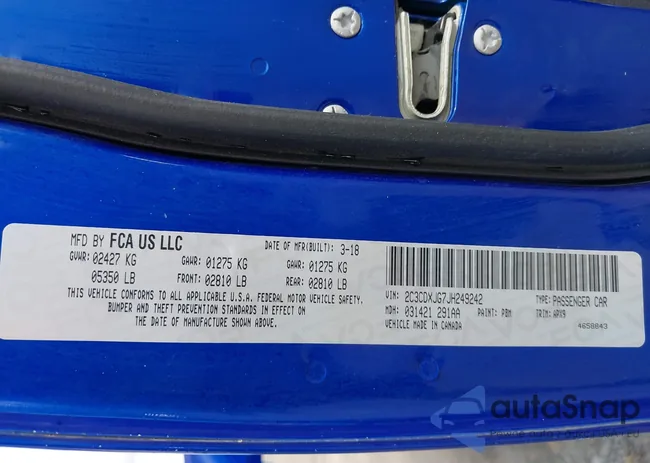 MFD BY FCA US LLC DATE OF MFR(BUILT): 3-18
GVWR: 02427 KG GAWR: 01275 KG GAWR: 01275 KG
05350 LB FRONT: 02810 LB REAR: 02810 LB
THIS VEHICLE CONFORMS TO ALL APPLICABLE U.S.A. FEDERAL MOTOR VEHICLE SAFETY,
BUMPER AND THEFT PREVENTION STANDARDS IN EFFECT ON
THE DATE OF MANUFACTURE SHOWN ABOVE.
VIN: 2C3CDXJG7JH249242 TYPE: PASSENGER CAR
MDH: 031421 291AA PAINT: PBM TRIM: APX9
VEHICLE MADE IN CANADA 4658843
autoSnap